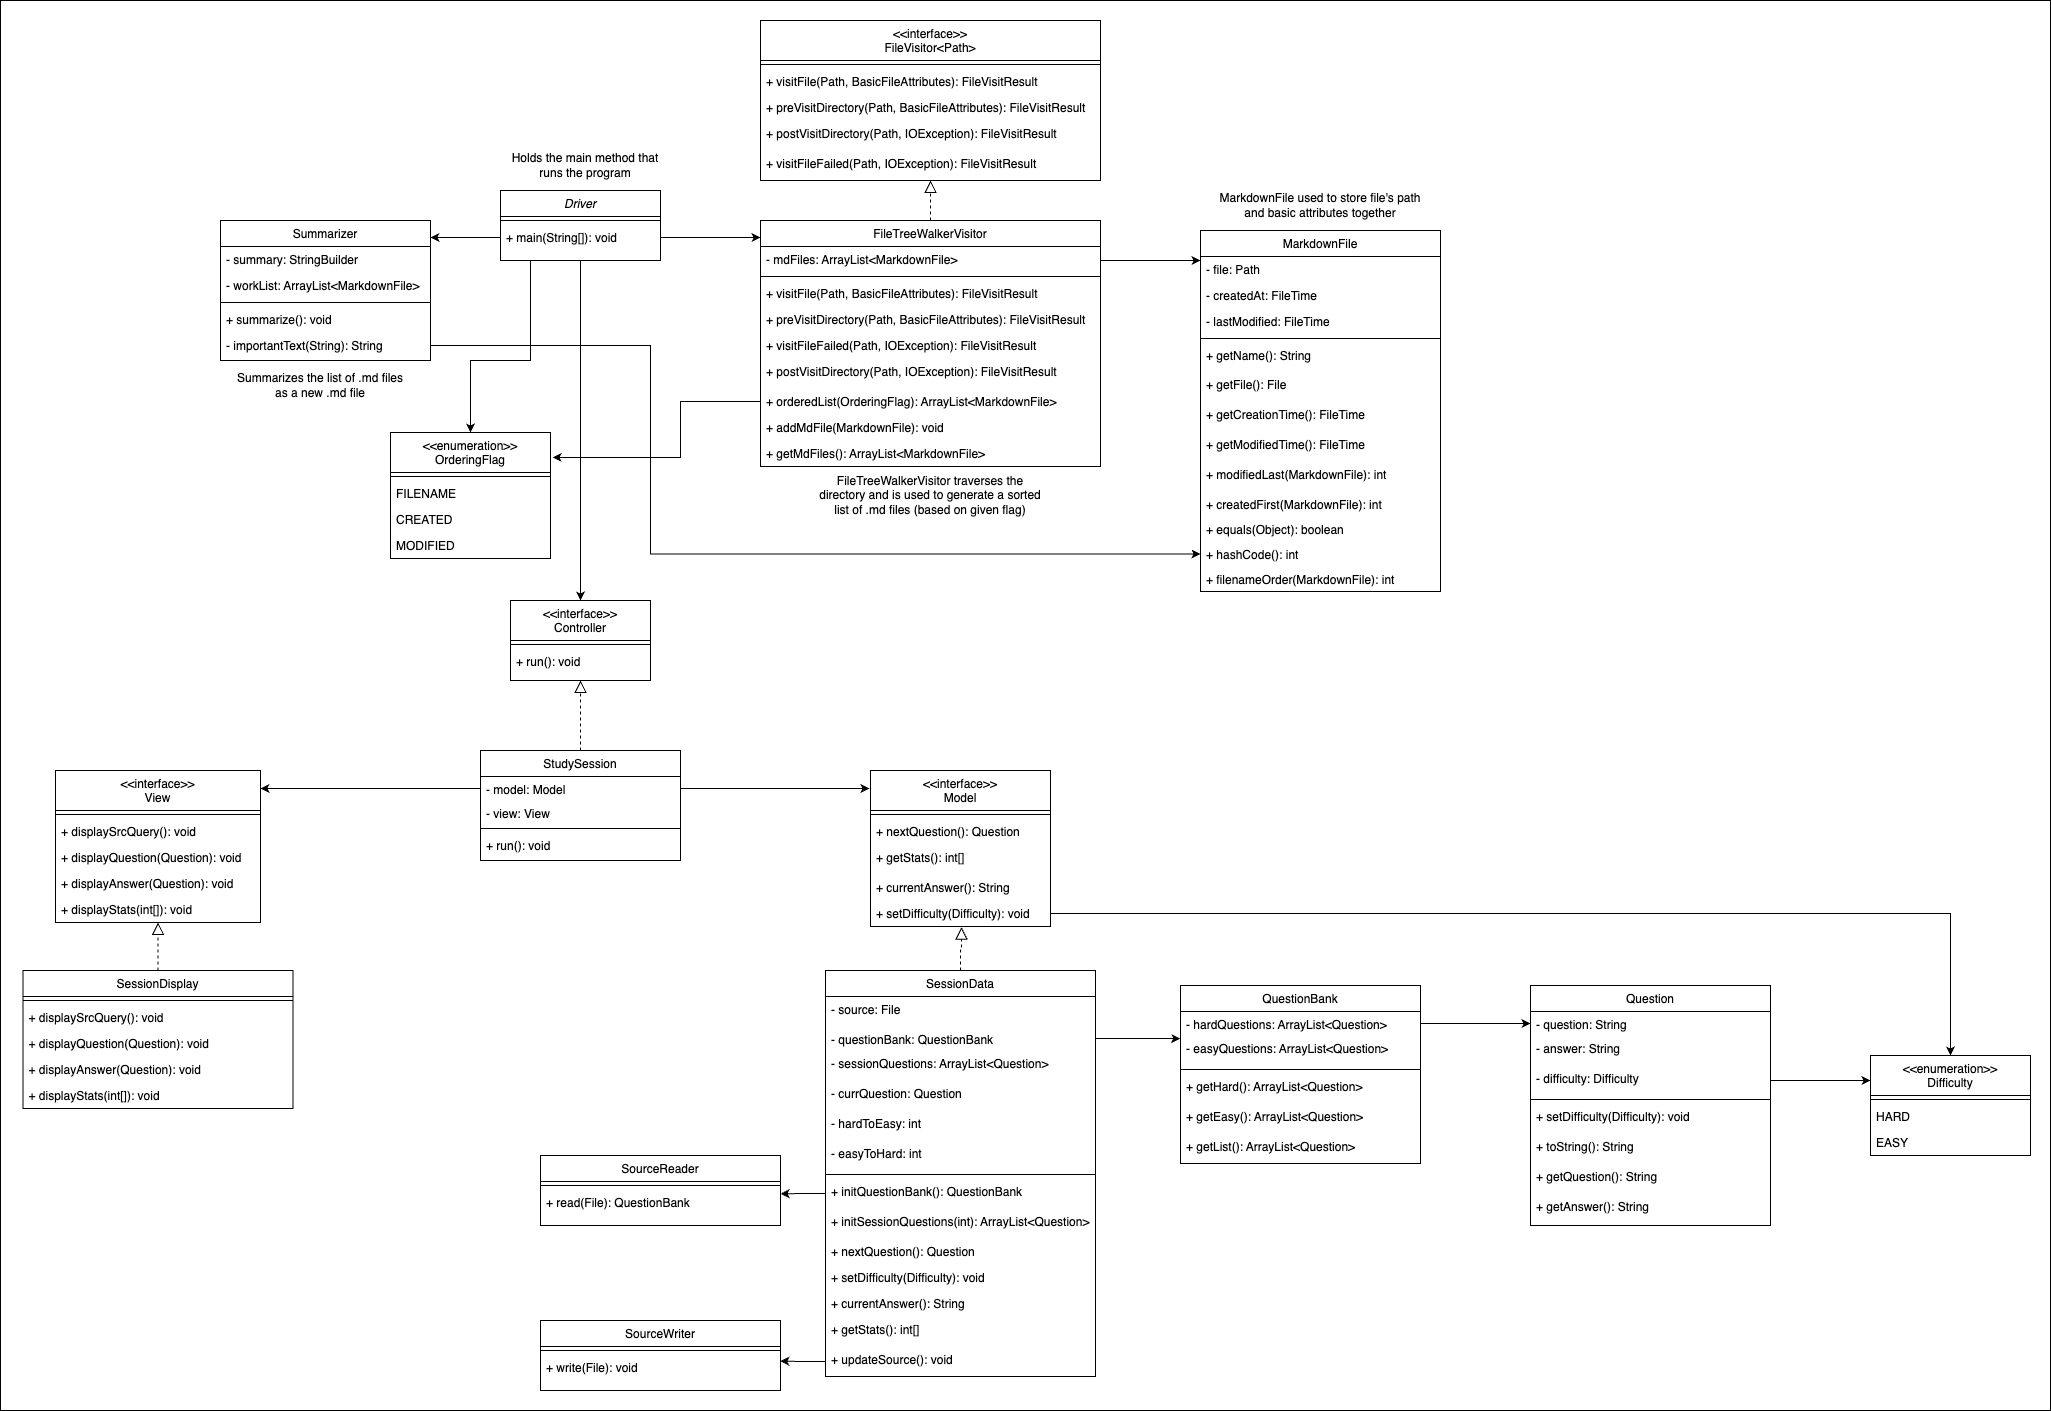 <<interface>>
FileVisitor<Path>
+ visitFile(Path, BasicFileAttributes): FileVisitResult
+ preVisitDirectory(Path, BasicFileAttributes): FileVisitResult
+ postVisitDirectory(Path, IOException): FileVisitResult
+ visitFileFailed(Path, IOException): FileVisitResult
Holds the main method that
runs the program
Driver
+ main(String[]): void
Summarizer
- summary: StringBuilder
- workList: ArrayList<MarkdownFile>
+ summarize(): void
- importantText(String): String
Summarizes the list of .md files
as a new .md file
FileTreeWalkerVisitor
- mdFiles: ArrayList<MarkdownFile>
+ visitFile(Path, BasicFileAttributes): FileVisitResult
+ preVisitDirectory(Path, BasicFileAttributes): FileVisitResult
+ visitFileFailed(Path, IOException): FileVisitResult
+ postVisitDirectory(Path, IOException): FileVisitResult
+ orderedList(OrderingFlag): ArrayList<MarkdownFile>
+ addMdFile(MarkdownFile): void
+ getMdFiles(): ArrayList<MarkdownFile>
FileTreeWalkerVisitor traverses the
directory and is used to generate a sorted
list of .md files (based on given flag)
MarkdownFile used to store file's path
and basic attributes together
MarkdownFile
- file: Path
- createdAt: FileTime
- lastModified: FileTime
+ getName(): String
+ getFile(): File
+ getCreationTime(): FileTime
+ getModifiedTime(): FileTime
+ modifiedLast(MarkdownFile): int
+ createdFirst(MarkdownFile): int
+ equals(Object): boolean
+ hashCode(): int
+ filenameOrder(MarkdownFile): int
<<enumeration>>
OrderingFlag
FILENAME
CREATED
MODIFIED
<<interface>>
Controller
+ run(): void
StudySession
- model: Model
- view: View
+ run(): void
<<interface>>
View
+ displaySrcQuery(): void
+ displayQuestion(Question): void
+ displayAnswer(Question): void
+ displayStats(int[]): void
<<interface>>
Model
+ nextQuestion(): Question
+ getStats(): int[]
+ currentAnswer(): String
+ setDifficulty(Difficulty): void
SessionDisplay
+ displaySrcQuery(): void
+ displayQuestion(Question): void
+ displayAnswer(Question): void
+ displayStats(int[]): void
SessionData
- source: File
- questionBank: QuestionBank
- sessionQuestions: ArrayList<Question>
- currQuestion: Question
- hardToEasy: int
- easyToHard: int
+ initQuestionBank(): QuestionBank
+ initSessionQuestions(int): ArrayList<Question>
+ nextQuestion(): Question
+ setDifficulty(Difficulty): void
+ currentAnswer(): String
+ getStats(): int[]
+ updateSource(): void
QuestionBank
- hardQuestions: ArrayList<Question>
- easyQuestions: ArrayList<Question>
+ getHard(): ArrayList<Question>
+ getEasy(): ArrayList<Question>
+ getList(): ArrayList<Question>
Question
- question: String
- answer: String
- difficulty: Difficulty
+ setDifficulty(Difficulty): void
+ toString(): String
+ getQuestion(): String
+ getAnswer(): String
<<enumeration>>
Difficulty
HARD
EASY
SourceReader
+ read(File): QuestionBank
SourceWriter
+ write(File): void